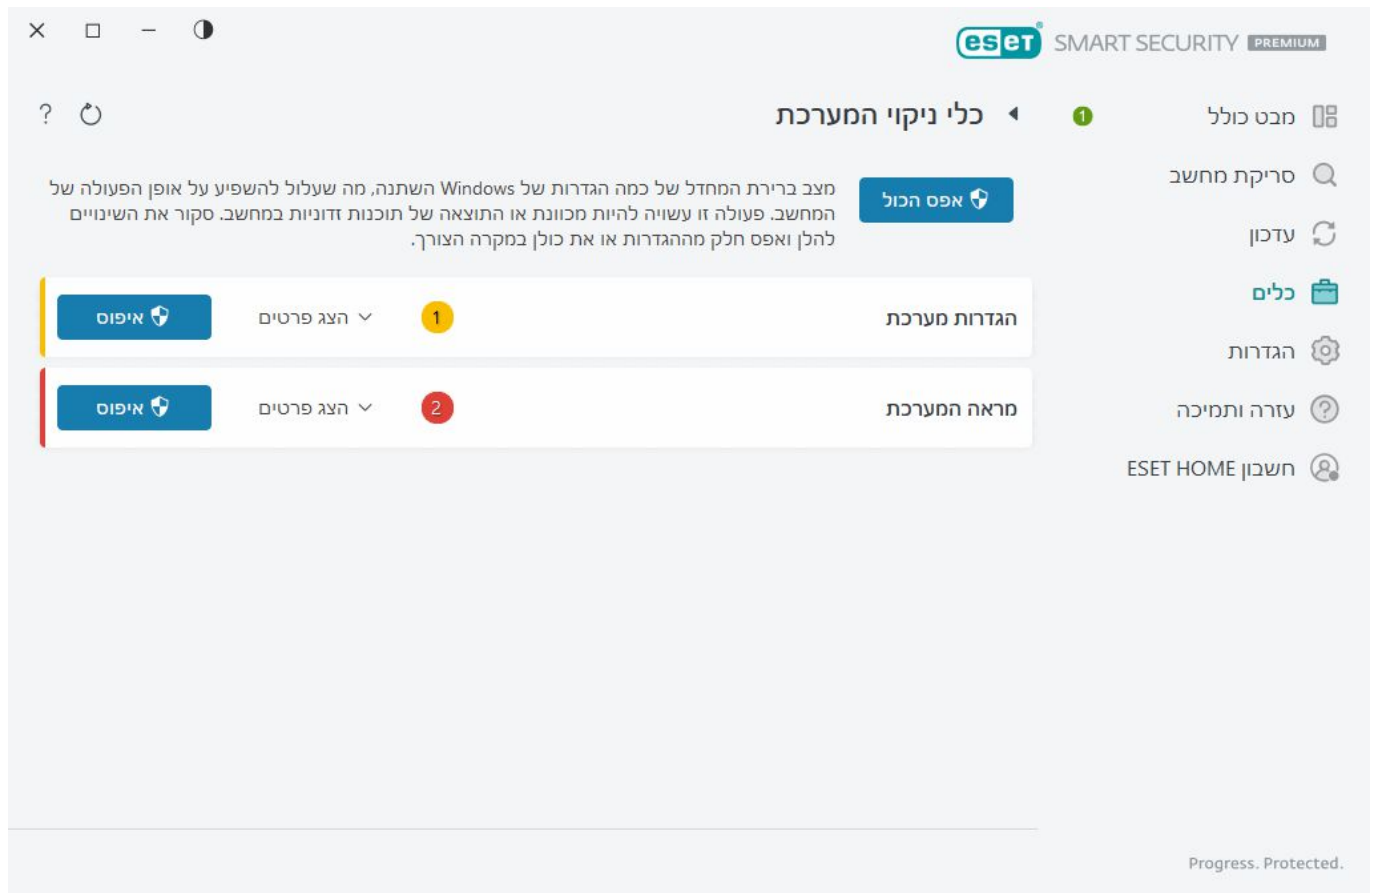 eset® SMART SECURITY PREMIUM
מבט כולל 1
סריקת מחשב
עדכון
כלים
הגדרות
עזרה ותמיכה
חשבון ESET HOME
כלי ניקוי המערכת
?
אפס הכול
מצב ברירת המחדל של כמה הגדרות של Windows השתנה, מה שעלול להשפיע על אופן הפעולה של
המחשב. פעולה זו עשויה להיות מכוונת או התוצאה של תוכנות זדוניות במחשב. סקור את השינויים
להלן ואפס חלק מההגדרות או את כולן במקרה הצורך.
הגדרות מערכת 1 הצג פרטים איפוס
מראה המערכת 2 הצג פרטים איפוס
Progress. Protected.